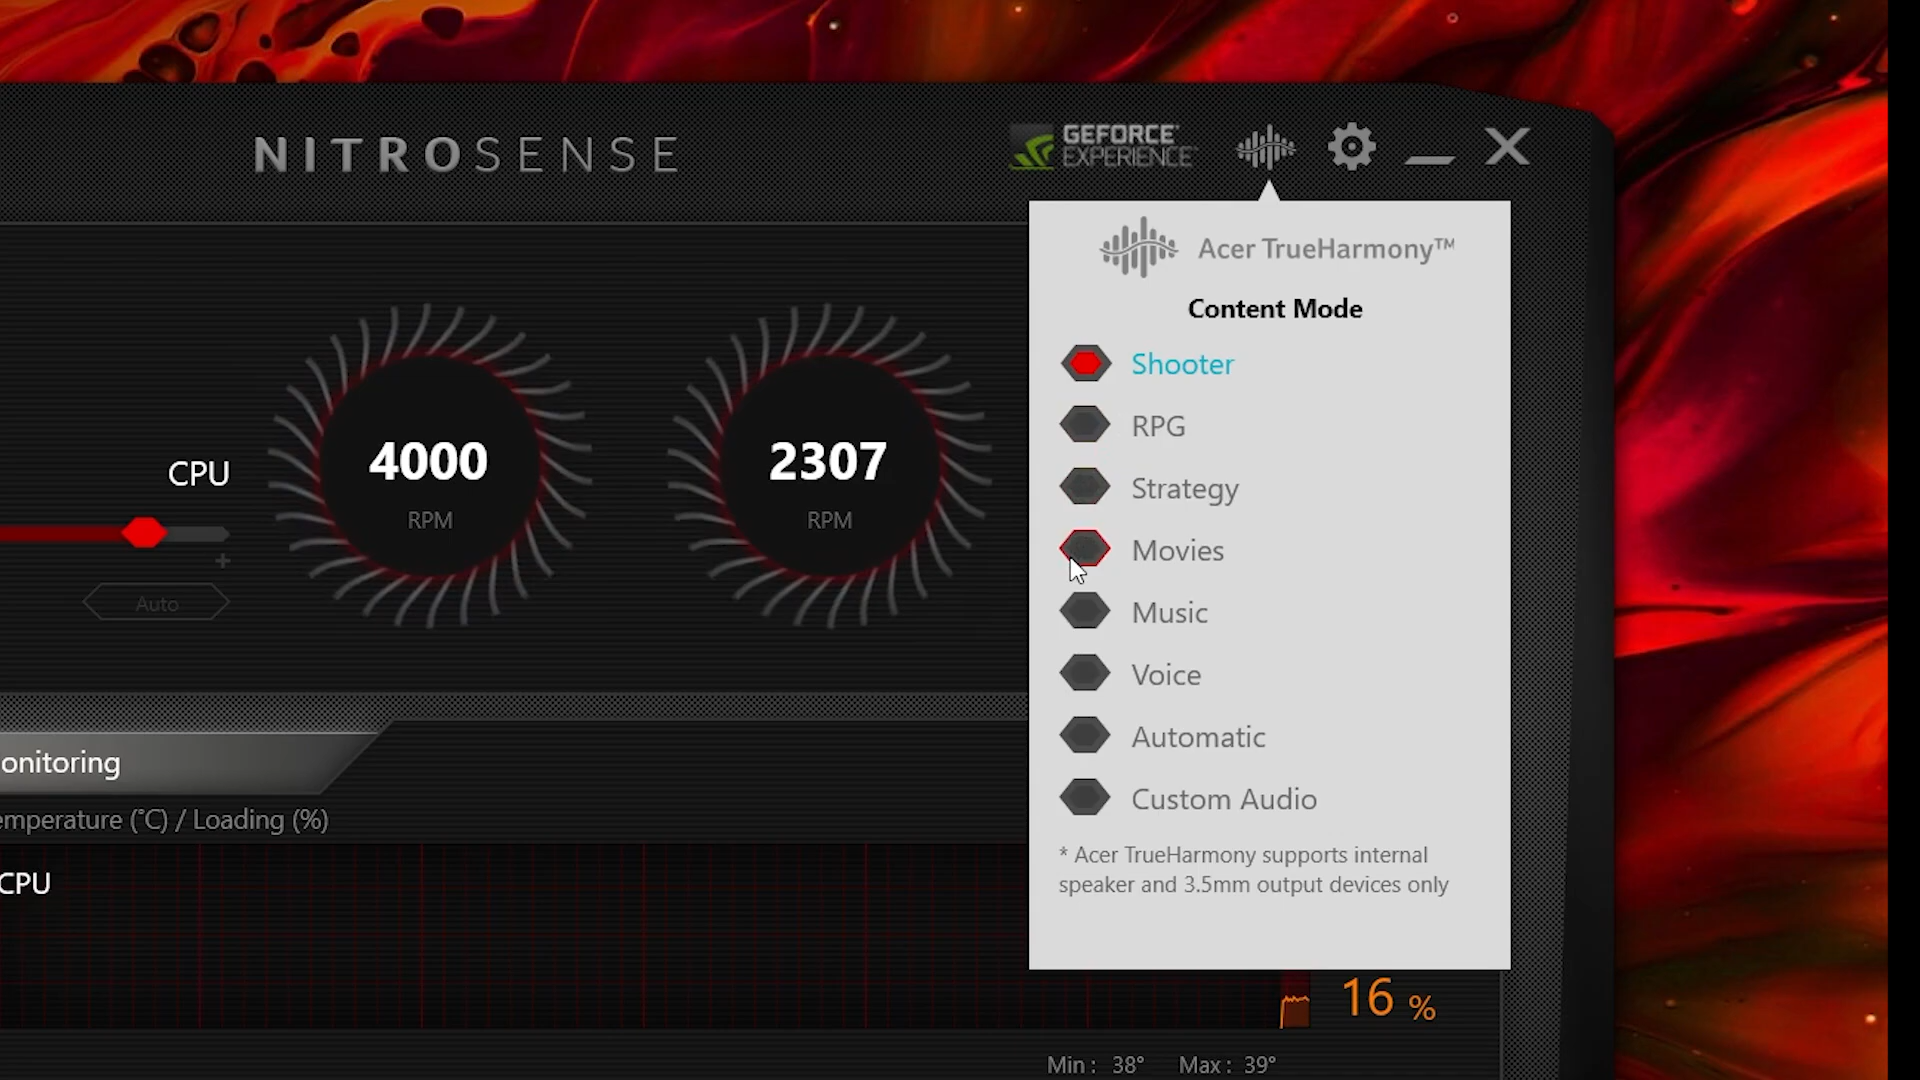 NITROSENSE
GEFORCE
EXPERIENCE
Acer TrueHarmony™
Content Mode
Shooter
RPG
Strategy
Movies
Music
Voice
Automatic
Custom Audio
* Acer TrueHarmony supports internal
speaker and 3.5mm output devices only
CPU
4000
RPM
2307
RPM
+
Auto
onitoring
emperature (°C) / Loading (%)
CPU
16 %
Min : 38° Max : 39°